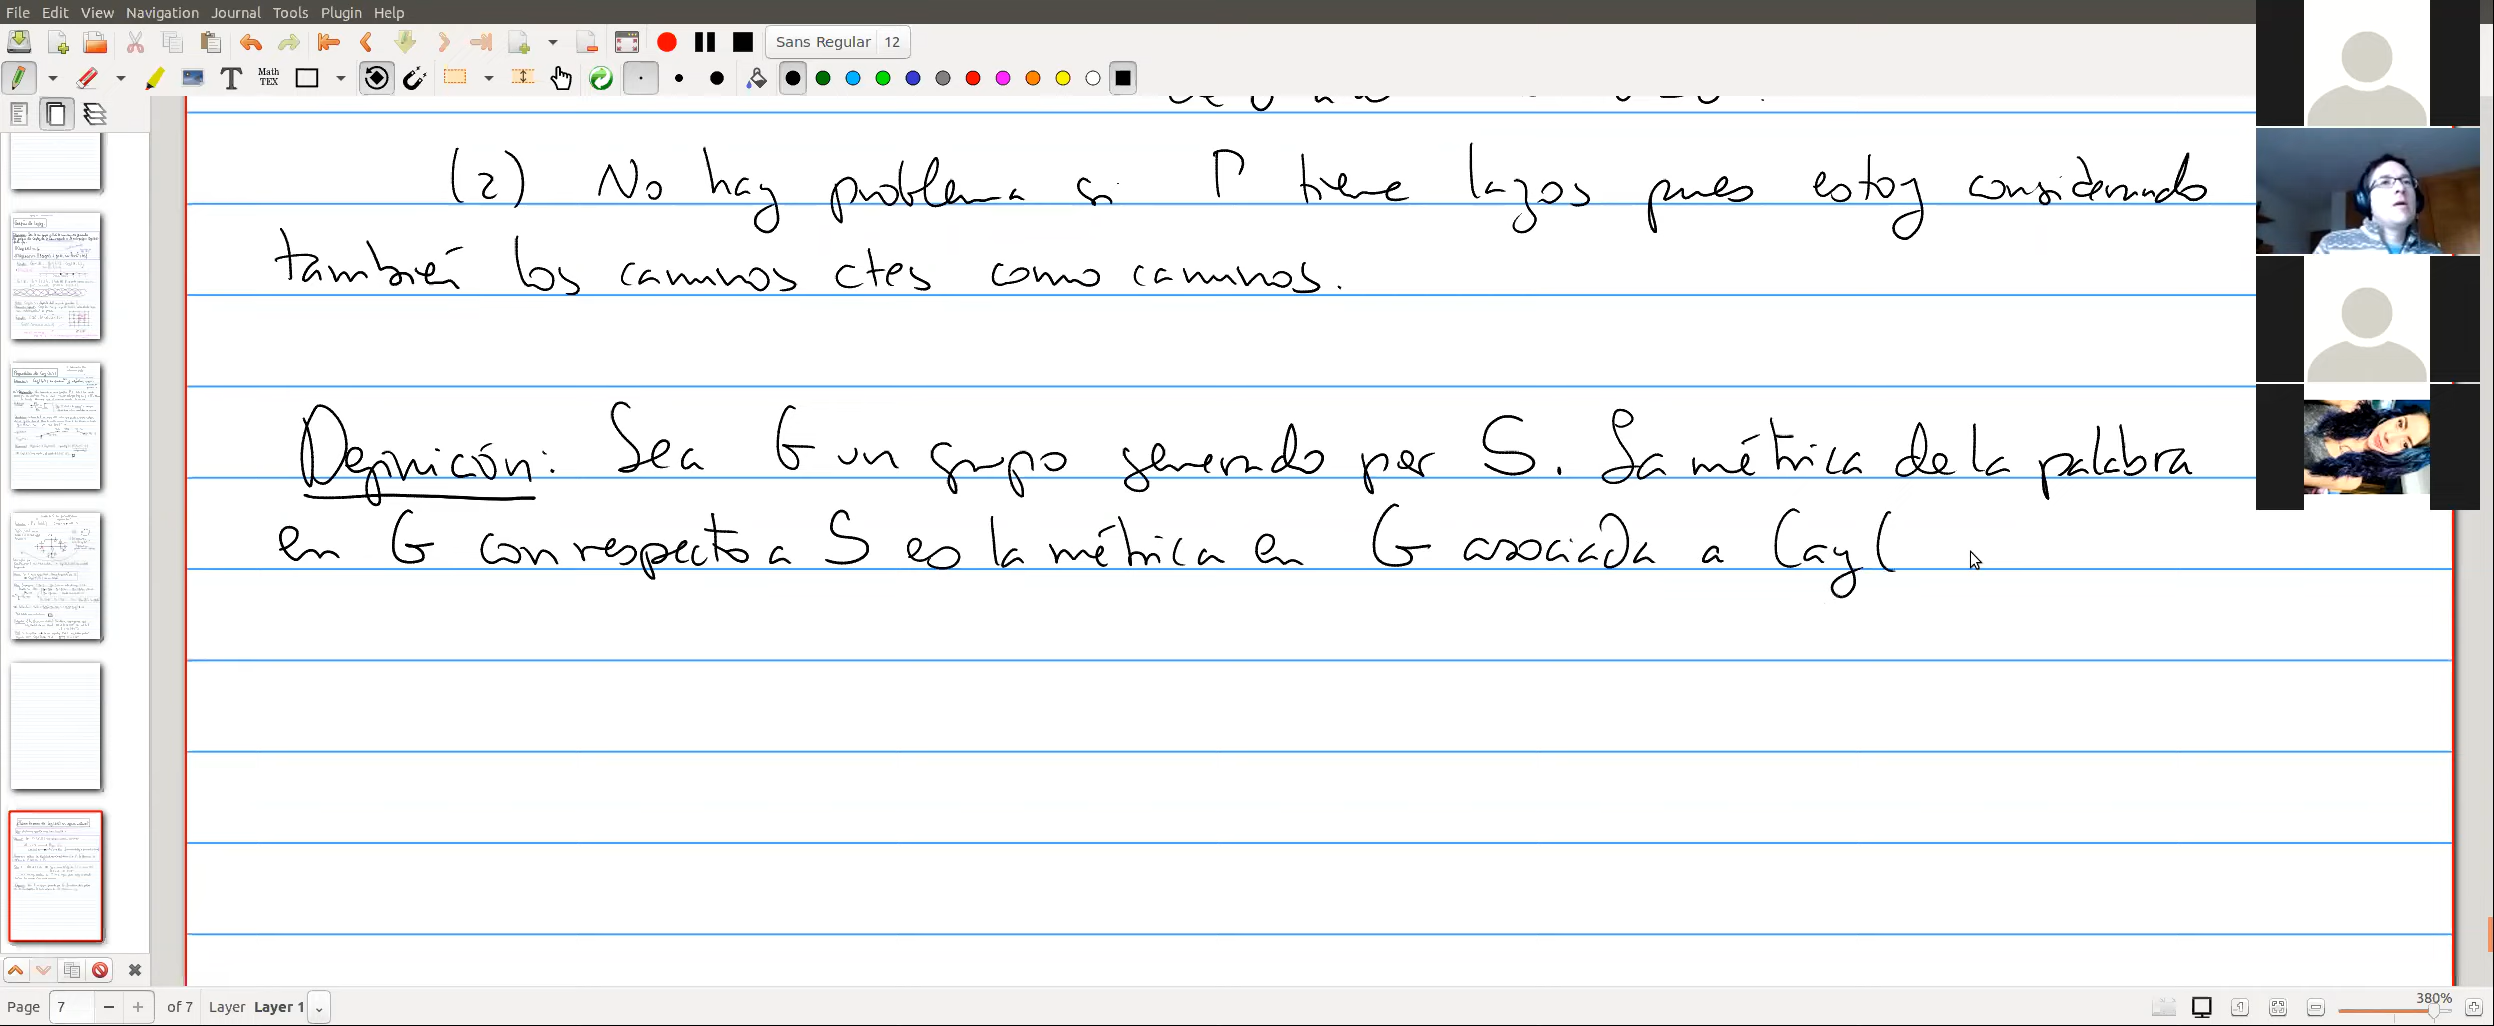 File Edit View Navigation Journal Tools Plugin Help
Sans Regular 12
Math TEX
(2) No hay problema si Γ tiene lazos pues estoy considerando
también los caminos ctes como caminos.
Definición: Sea G un grupo generado por S. La métrica de la palabra
en G con respecto a S es la métrica en G asociada a Cay(
Page 7 of 7 Layer Layer 1 380%